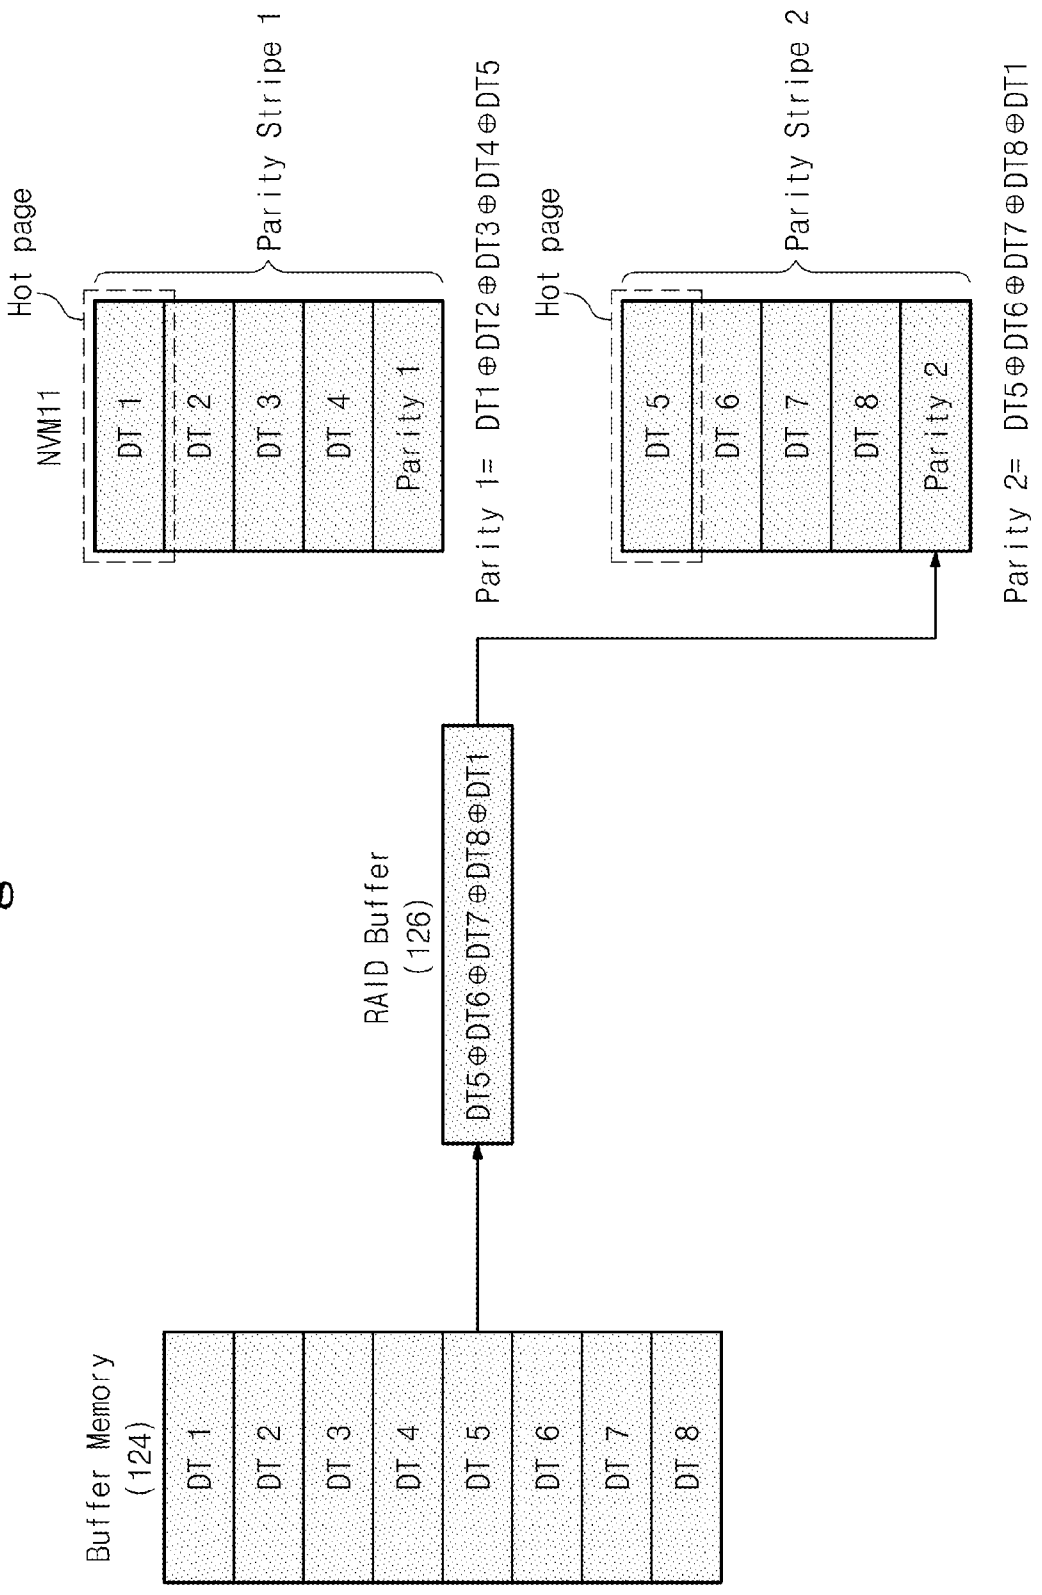 Buffer Memory
(124)
DT 1
DT 2
DT 3
DT 4
DT 5
DT 6
DT 7
DT 8
RAID Buffer
(126)
DT5⊕DT6⊕DT7⊕DT8⊕DT1
NVM11
Hot page
DT 1
DT 2
DT 3
DT 4
Parity 1
Parity Stripe 1
Parity 1= DT1⊕DT2⊕DT3⊕DT4⊕DT5
Hot page
DT 5
DT 6
DT 7
DT 8
Parity 2
Parity Stripe 2
Parity 2= DT5⊕DT6⊕DT7⊕DT8⊕DT1